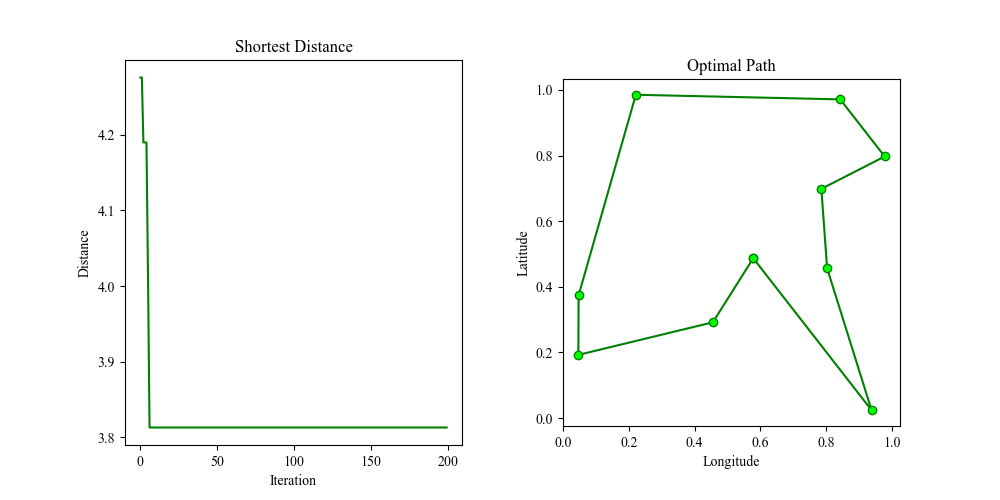 Shortest Distance
Distance
4.2
4.1
4.0
3.9
3.8
0 50 100 150 200
Iteration
Optimal Path
Latitude
1.0
0.8
0.6
0.4
0.2
0.0
0.0 0.2 0.4 0.6 0.8 1.0
Longitude